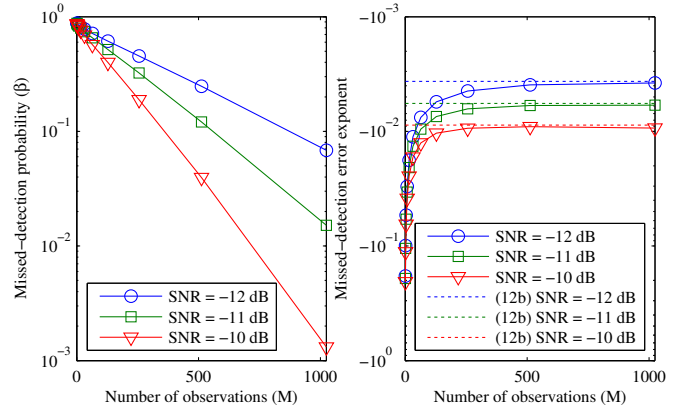 Missed−detection probability (β)
10^0
10^−1
10^−2
10^−3
0
500
1000
Number of observations (M)
SNR = −12 dB
SNR = −11 dB
SNR = −10 dB
Missed−detection error exponent
−10^−3
−10^−2
−10^−1
−10^0
0
500
1000
Number of observations (M)
SNR = −12 dB
SNR = −11 dB
SNR = −10 dB
(12b) SNR = −12 dB
(12b) SNR = −11 dB
(12b) SNR = −10 dB